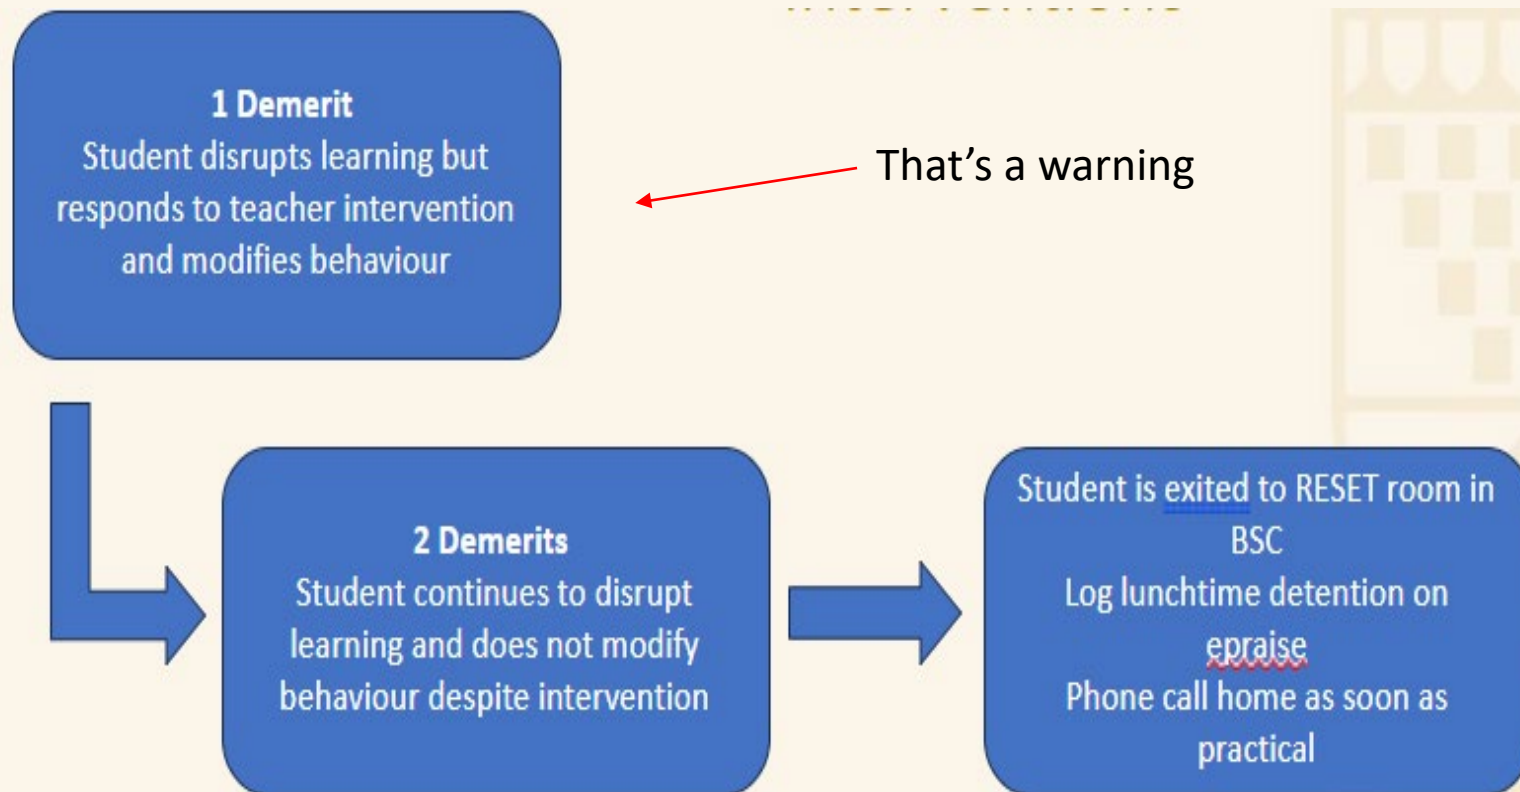 1 Demerit
Student disrupts learning but
responds to teacher intervention
and modifies behaviour
That’s a warning
2 Demerits
Student continues to disrupt
learning and does not modify
behaviour despite intervention
Student is exited to RESET room in
BSC
Log lunchtime detention on
epraise
Phone call home as soon as
practical